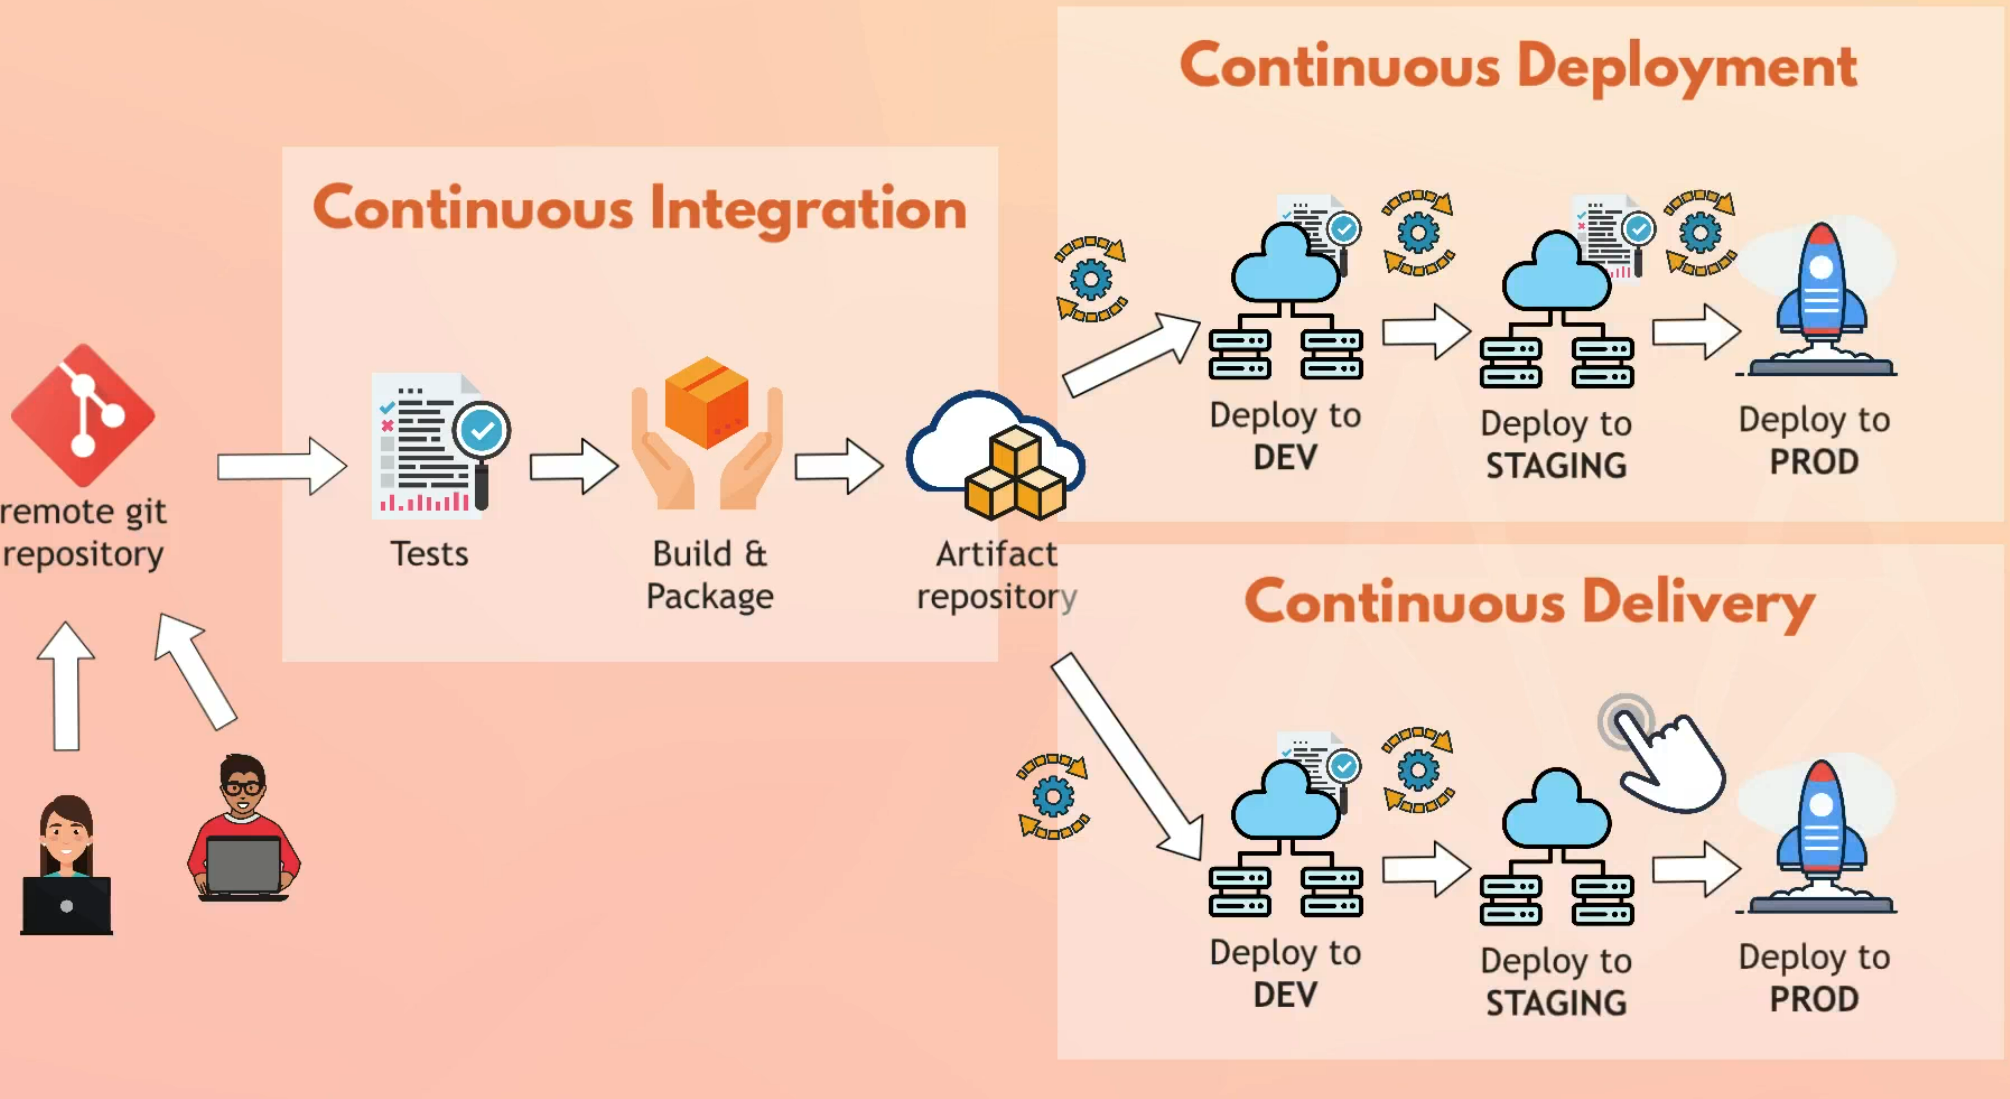 Continuous Deployment
Continuous Integration
Deploy to
DEV
Deploy to
STAGING
Deploy to
PROD
remote git
repository
Tests
Build &
Package
Artifact
repository
Continuous Delivery
Deploy to
DEV
Deploy to
STAGING
Deploy to
PROD